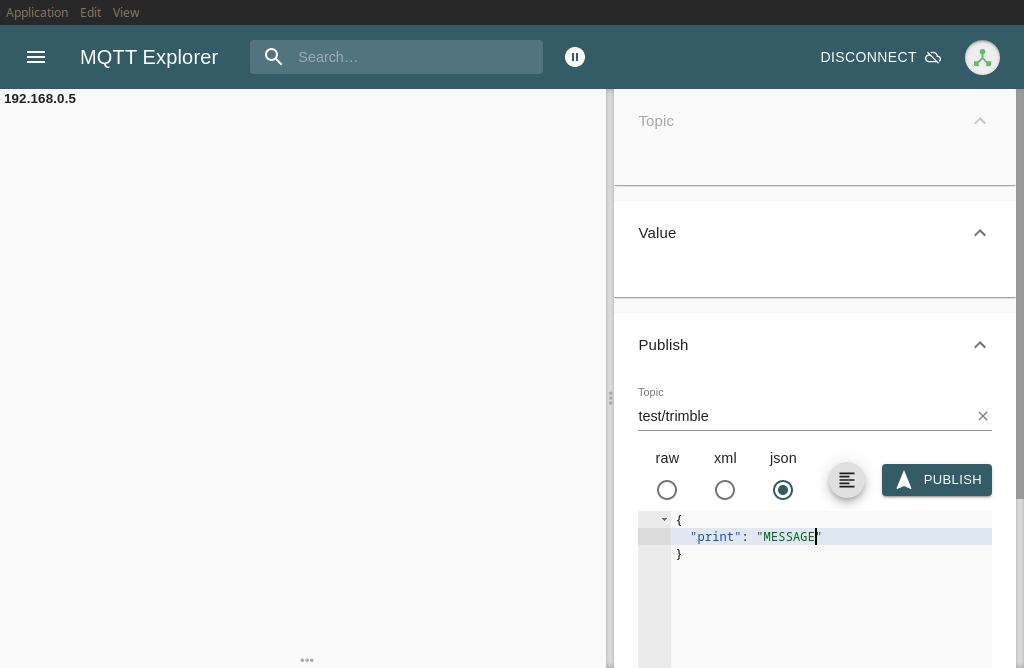 Application Edit View
MQTT Explorer Search… DISCONNECT
192.168.0.5
Topic
Value
Publish
Topic
test/trimble
raw xml json
PUBLISH
{
"print": "MESSAGE"
}